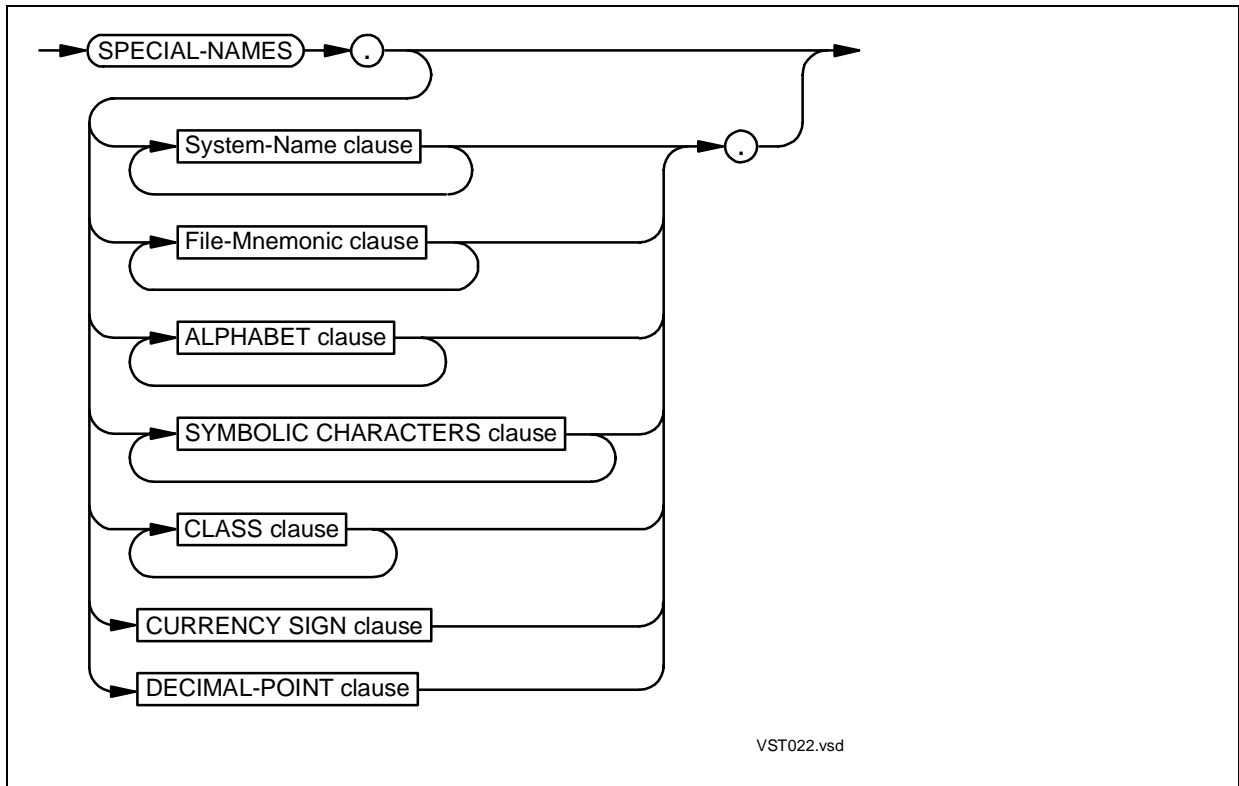 SPECIAL-NAMES .
System-Name clause
.
File-Mnemonic clause
ALPHABET clause
SYMBOLIC CHARACTERS clause
CLASS clause
CURRENCY SIGN clause
DECIMAL-POINT clause
VST022.vsd